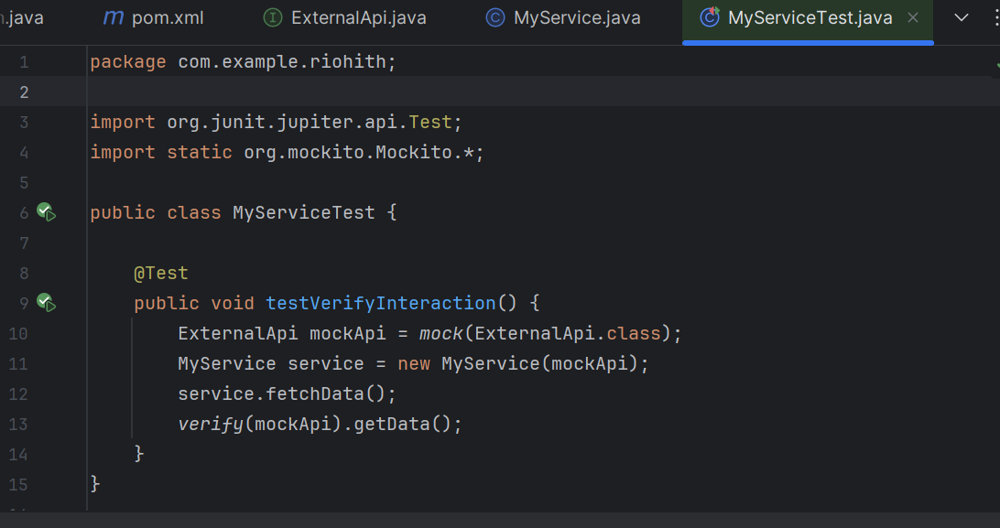 .java
m pom.xml
I ExternalApi.java
C MyService.java
C MyServiceTest.java
1 package com.example.riohith;
2
3 import org.junit.jupiter.api.Test;
4 import static org.mockito.Mockito.*;
5
6 public class MyServiceTest {
7
8 @Test
9 public void testVerifyInteraction() {
10 ExternalApi mockApi = mock(ExternalApi.class);
11 MyService service = new MyService(mockApi);
12 service.fetchData();
13 verify(mockApi).getData();
14 }
15 }